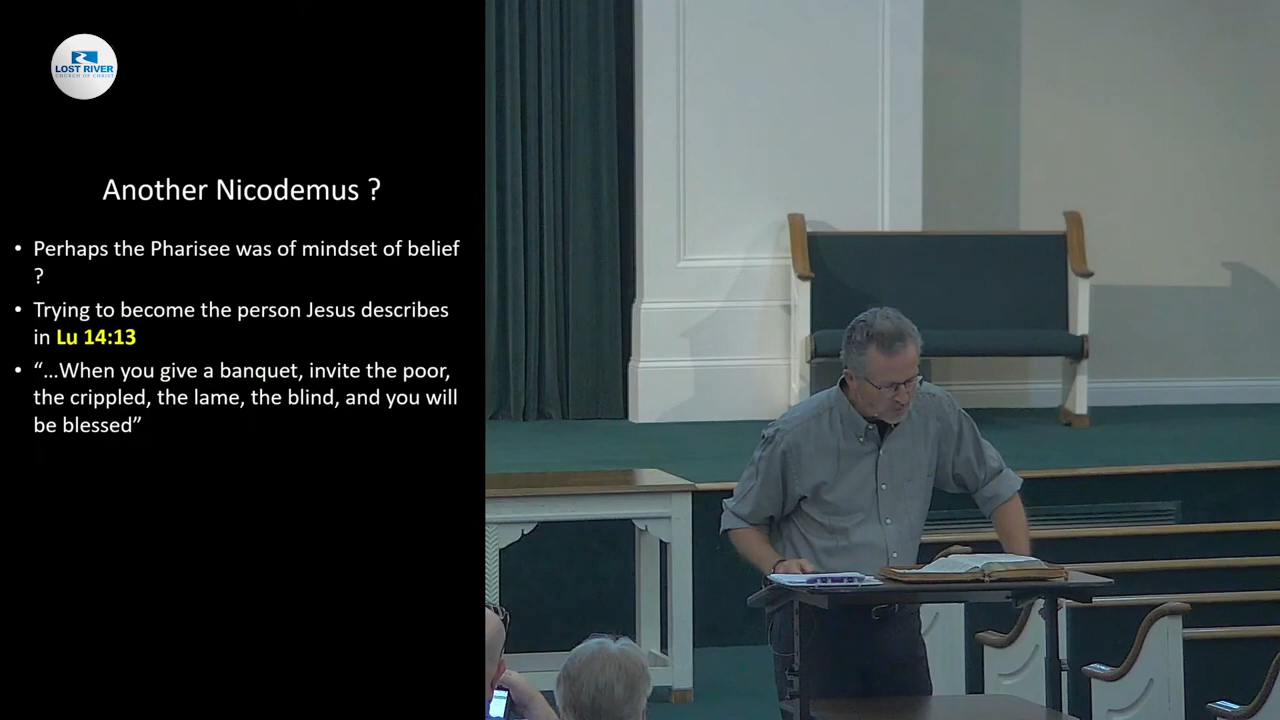 LOST RIVER
CHURCH OF CHRIST
Another Nicodemus ?
• Perhaps the Pharisee was of mindset of belief
?
• Trying to become the person Jesus describes
in Lu 14:13
• “…When you give a banquet, invite the poor,
the crippled, the lame, the blind, and you will
be blessed”